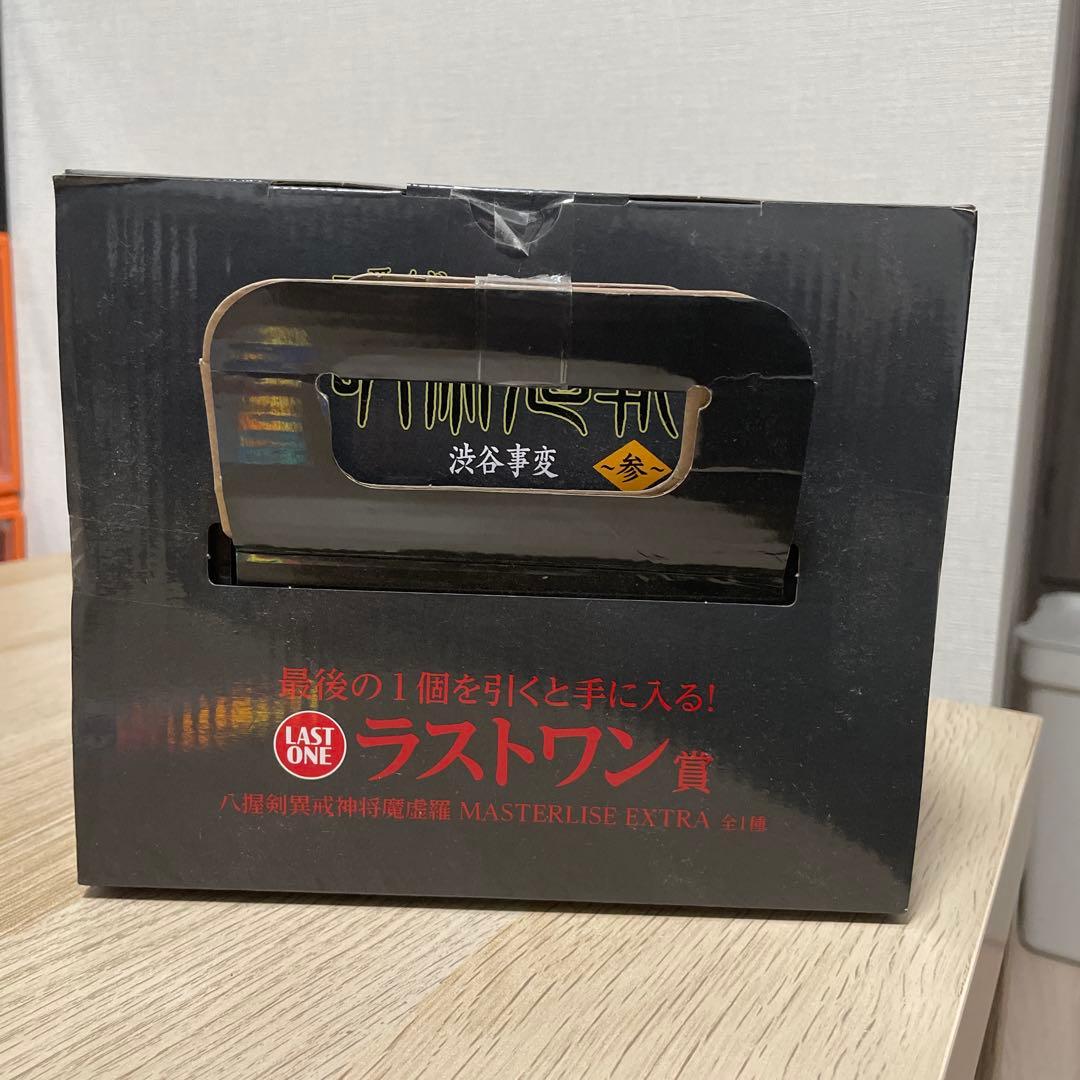 渋谷事変
～参～
最後の1個を引くと手に入る!
LAST
ONE
ラストワン賞
八握剣異戒神将魔虚羅 MASTERLISE EXTRA 全1種